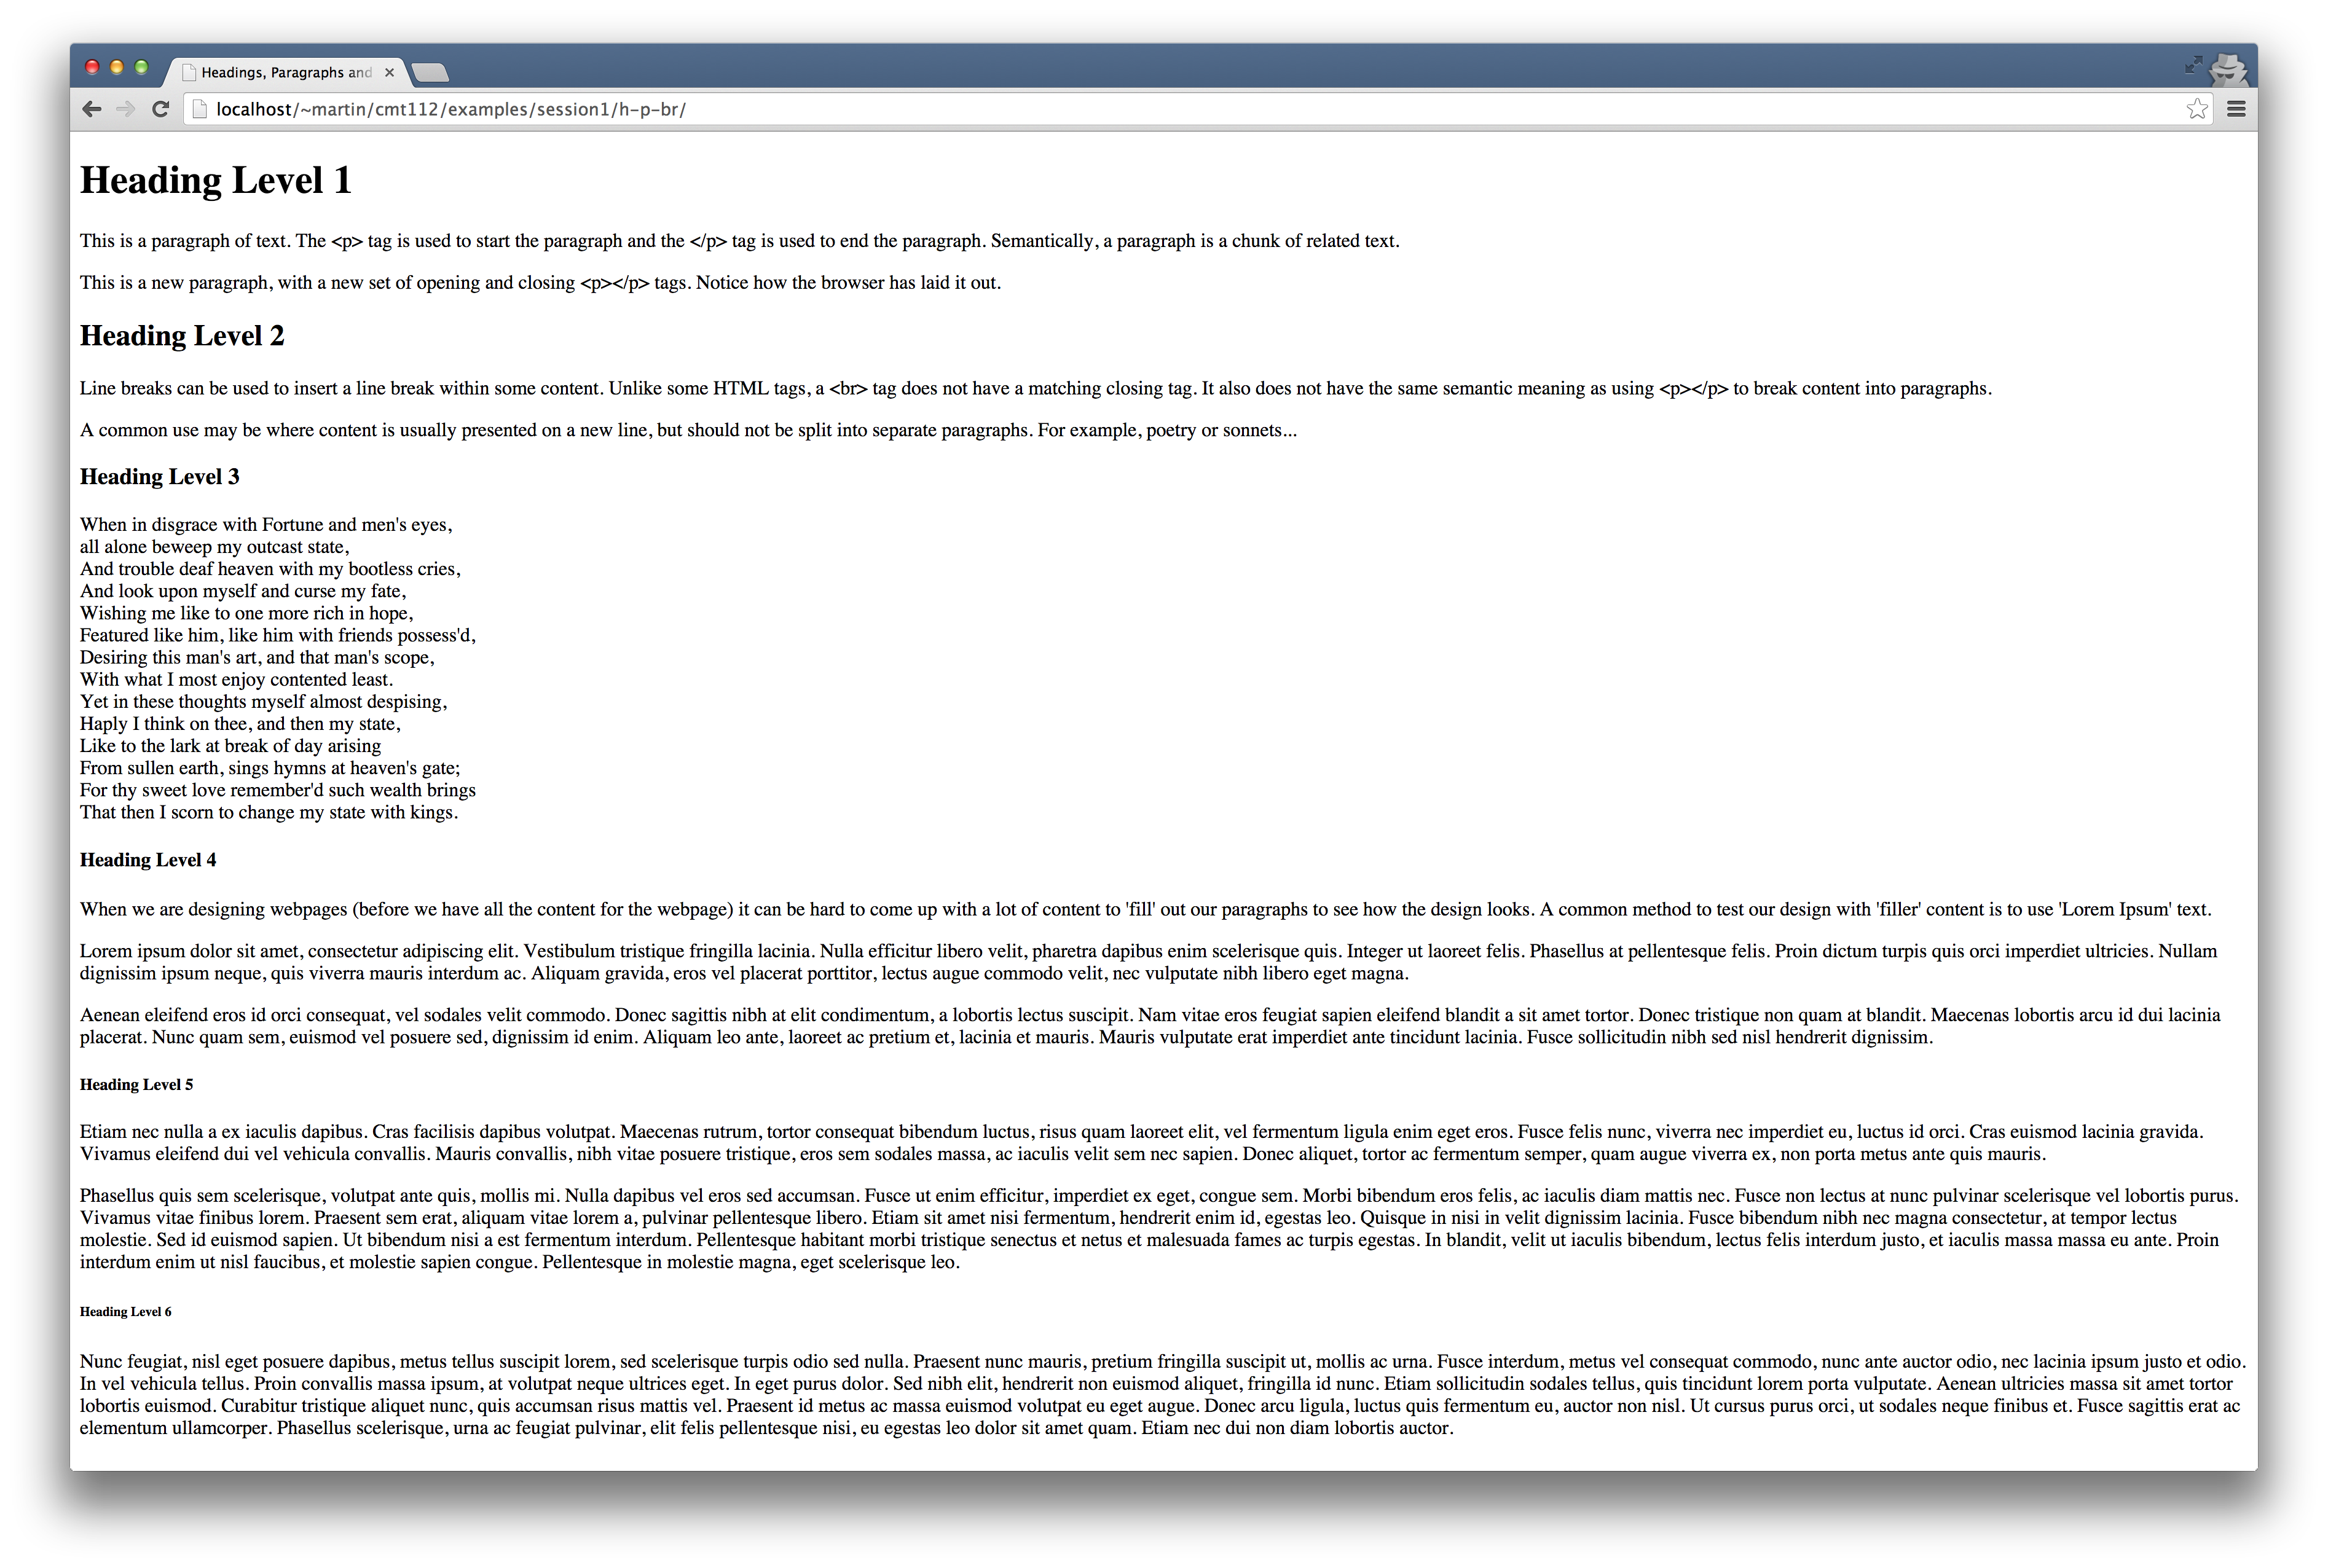 Headings, Paragraphs and
localhost/~martin/cmt112/examples/session1/h-p-br/
Heading Level 1
This is a paragraph of text. The <p> tag is used to start the paragraph and the </p> tag is used to end the paragraph. Semantically, a paragraph is a chunk of related text.
This is a new paragraph, with a new set of opening and closing <p></p> tags. Notice how the browser has laid it out.
Heading Level 2
Line breaks can be used to insert a line break within some content. Unlike some HTML tags, a <br> tag does not have a matching closing tag. It also does not have the same semantic meaning as using <p></p> to break content into paragraphs.
A common use may be where content is usually presented on a new line, but should not be split into separate paragraphs. For example, poetry or sonnets...
Heading Level 3
When in disgrace with Fortune and men's eyes,
all alone beweep my outcast state,
And trouble deaf heaven with my bootless cries,
And look upon myself and curse my fate,
Wishing me like to one more rich in hope,
Featured like him, like him with friends possess'd,
Desiring this man's art, and that man's scope,
With what I most enjoy contented least.
Yet in these thoughts myself almost despising,
Haply I think on thee, and then my state,
Like to the lark at break of day arising
From sullen earth, sings hymns at heaven's gate;
For thy sweet love remember'd such wealth brings
That then I scorn to change my state with kings.
Heading Level 4
When we are designing webpages (before we have all the content for the webpage) it can be hard to come up with a lot of content to 'fill' out our paragraphs to see how the design looks. A common method to test our design with 'filler' content is to use 'Lorem Ipsum' text.
Lorem ipsum dolor sit amet, consectetur adipiscing elit. Vestibulum tristique fringilla lacinia. Nulla efficitur libero velit, pharetra dapibus enim scelerisque quis. Integer ut laoreet felis. Phasellus at pellentesque felis. Proin dictum turpis quis orci imperdiet ultricies. Nullam
dignissim ipsum neque, quis viverra mauris interdum ac. Aliquam gravida, eros vel placerat porttitor, lectus augue commodo velit, nec vulputate nibh libero eget magna.
Aenean eleifend eros id orci consequat, vel sodales velit commodo. Donec sagittis nibh at elit condimentum, a lobortis lectus suscipit. Nam vitae eros feugiat sapien eleifend blandit a sit amet tortor. Donec tristique non quam at blandit. Maecenas lobortis arcu id dui lacinia
placerat. Nunc quam sem, euismod vel posuere sed, dignissim id enim. Aliquam leo ante, laoreet ac pretium et, lacinia et mauris. Mauris vulputate erat imperdiet ante tincidunt lacinia. Fusce sollicitudin nibh sed nisl hendrerit dignissim.
Heading Level 5
Etiam nec nulla a ex iaculis dapibus. Cras facilisis dapibus volutpat. Maecenas rutrum, tortor consequat bibendum luctus, risus quam laoreet elit, vel fermentum ligula enim eget eros. Fusce felis nunc, viverra nec imperdiet eu, luctus id orci. Cras euismod lacinia gravida.
Vivamus eleifend dui vel vehicula convallis. Mauris convallis, nibh vitae posuere tristique, eros sem sodales massa, ac iaculis velit sem nec sapien. Donec aliquet, tortor ac fermentum semper, quam augue viverra ex, non porta metus ante quis mauris.
Phasellus quis sem scelerisque, volutpat ante quis, mollis mi. Nulla dapibus vel eros sed accumsan. Fusce ut enim efficitur, imperdiet ex eget, congue sem. Morbi bibendum eros felis, ac iaculis diam mattis nec. Fusce non lectus at nunc pulvinar scelerisque vel lobortis purus.
Vivamus vitae finibus lorem. Praesent sem erat, aliquam vitae lorem a, pulvinar pellentesque libero. Etiam sit amet nisi fermentum, hendrerit enim id, egestas leo. Quisque in nisi in velit dignissim lacinia. Fusce bibendum nibh nec magna consectetur, at tempor lectus
molestie. Sed id euismod sapien. Ut bibendum nisi a est fermentum interdum. Pellentesque habitant morbi tristique senectus et netus et malesuada fames ac turpis egestas. In blandit, velit ut iaculis bibendum, lectus felis interdum justo, et iaculis massa massa eu ante. Proin
interdum enim ut nisl faucibus, et molestie sapien congue. Pellentesque in molestie magna, eget scelerisque leo.
Heading Level 6
Nunc feugiat, nisl eget posuere dapibus, metus tellus suscipit lorem, sed scelerisque turpis odio sed nulla. Praesent nunc mauris, pretium fringilla suscipit ut, mollis ac urna. Fusce interdum, metus vel consequat commodo, nunc ante auctor odio, nec lacinia ipsum justo et odio.
In vel vehicula tellus. Proin convallis massa ipsum, at volutpat neque ultrices eget. In eget purus dolor. Sed nibh elit, hendrerit non euismod aliquet, fringilla id nunc. Etiam sollicitudin sodales tellus, quis tincidunt lorem porta vulputate. Aenean ultricies massa sit amet tortor
lobortis euismod. Curabitur tristique aliquet nunc, quis accumsan risus mattis vel. Praesent id metus ac massa euismod volutpat eu eget augue. Donec arcu ligula, luctus quis fermentum eu, auctor non nisl. Ut cursus purus orci, ut sodales neque finibus et. Fusce sagittis erat ac
elementum ullamcorper. Phasellus scelerisque, urna ac feugiat pulvinar, elit felis pellentesque nisi, eu egestas leo dolor sit amet quam. Etiam nec dui non diam lobortis auctor.